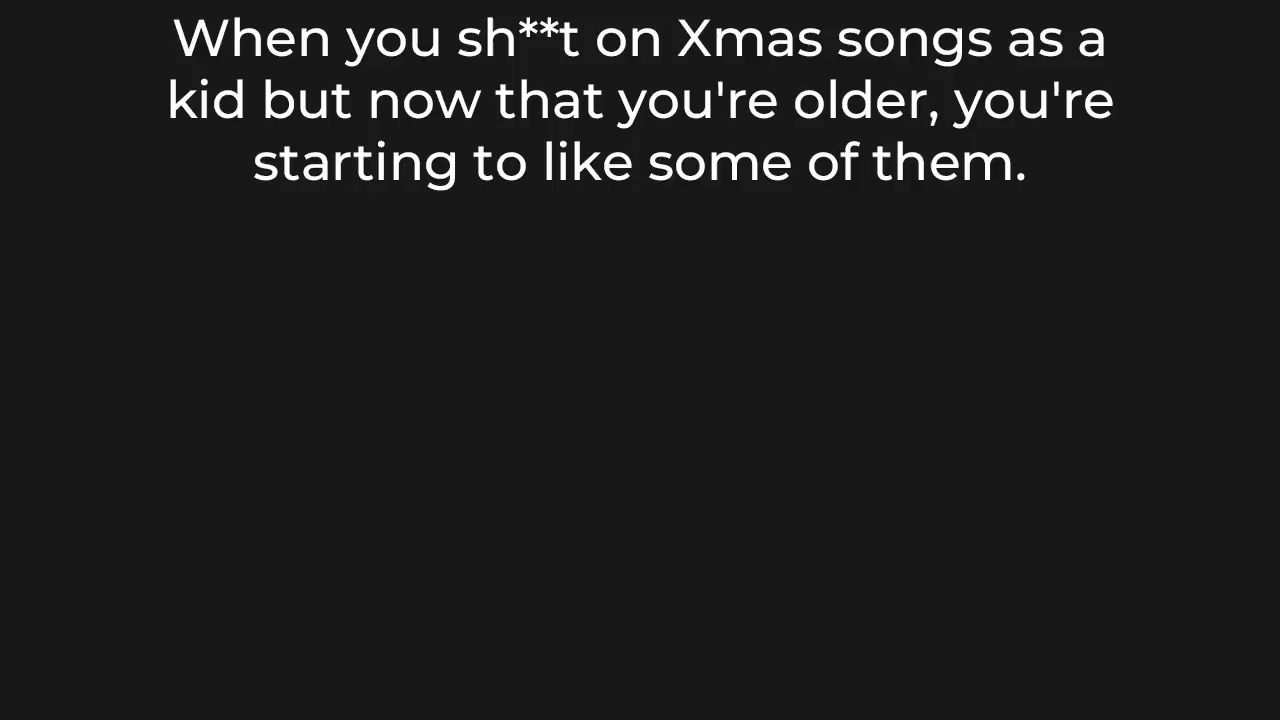 When you sh**t on Xmas songs as a
kid but now that you're older, you're
starting to like some of them.